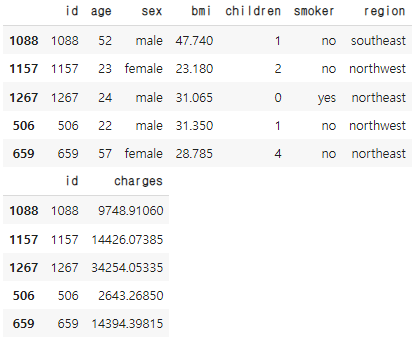 id age sex bmi children smoker region
1088 1088 52 male 47.740 1 no southeast
1157 1157 23 female 23.180 2 no northwest
1267 1267 24 male 31.065 0 yes northeast
506 506 22 male 31.350 1 no northwest
659 659 57 female 28.785 4 no northeast
id charges
1088 1088 9748.91060
1157 1157 14426.07385
1267 1267 34254.05335
506 506 2643.26850
659 659 14394.39815